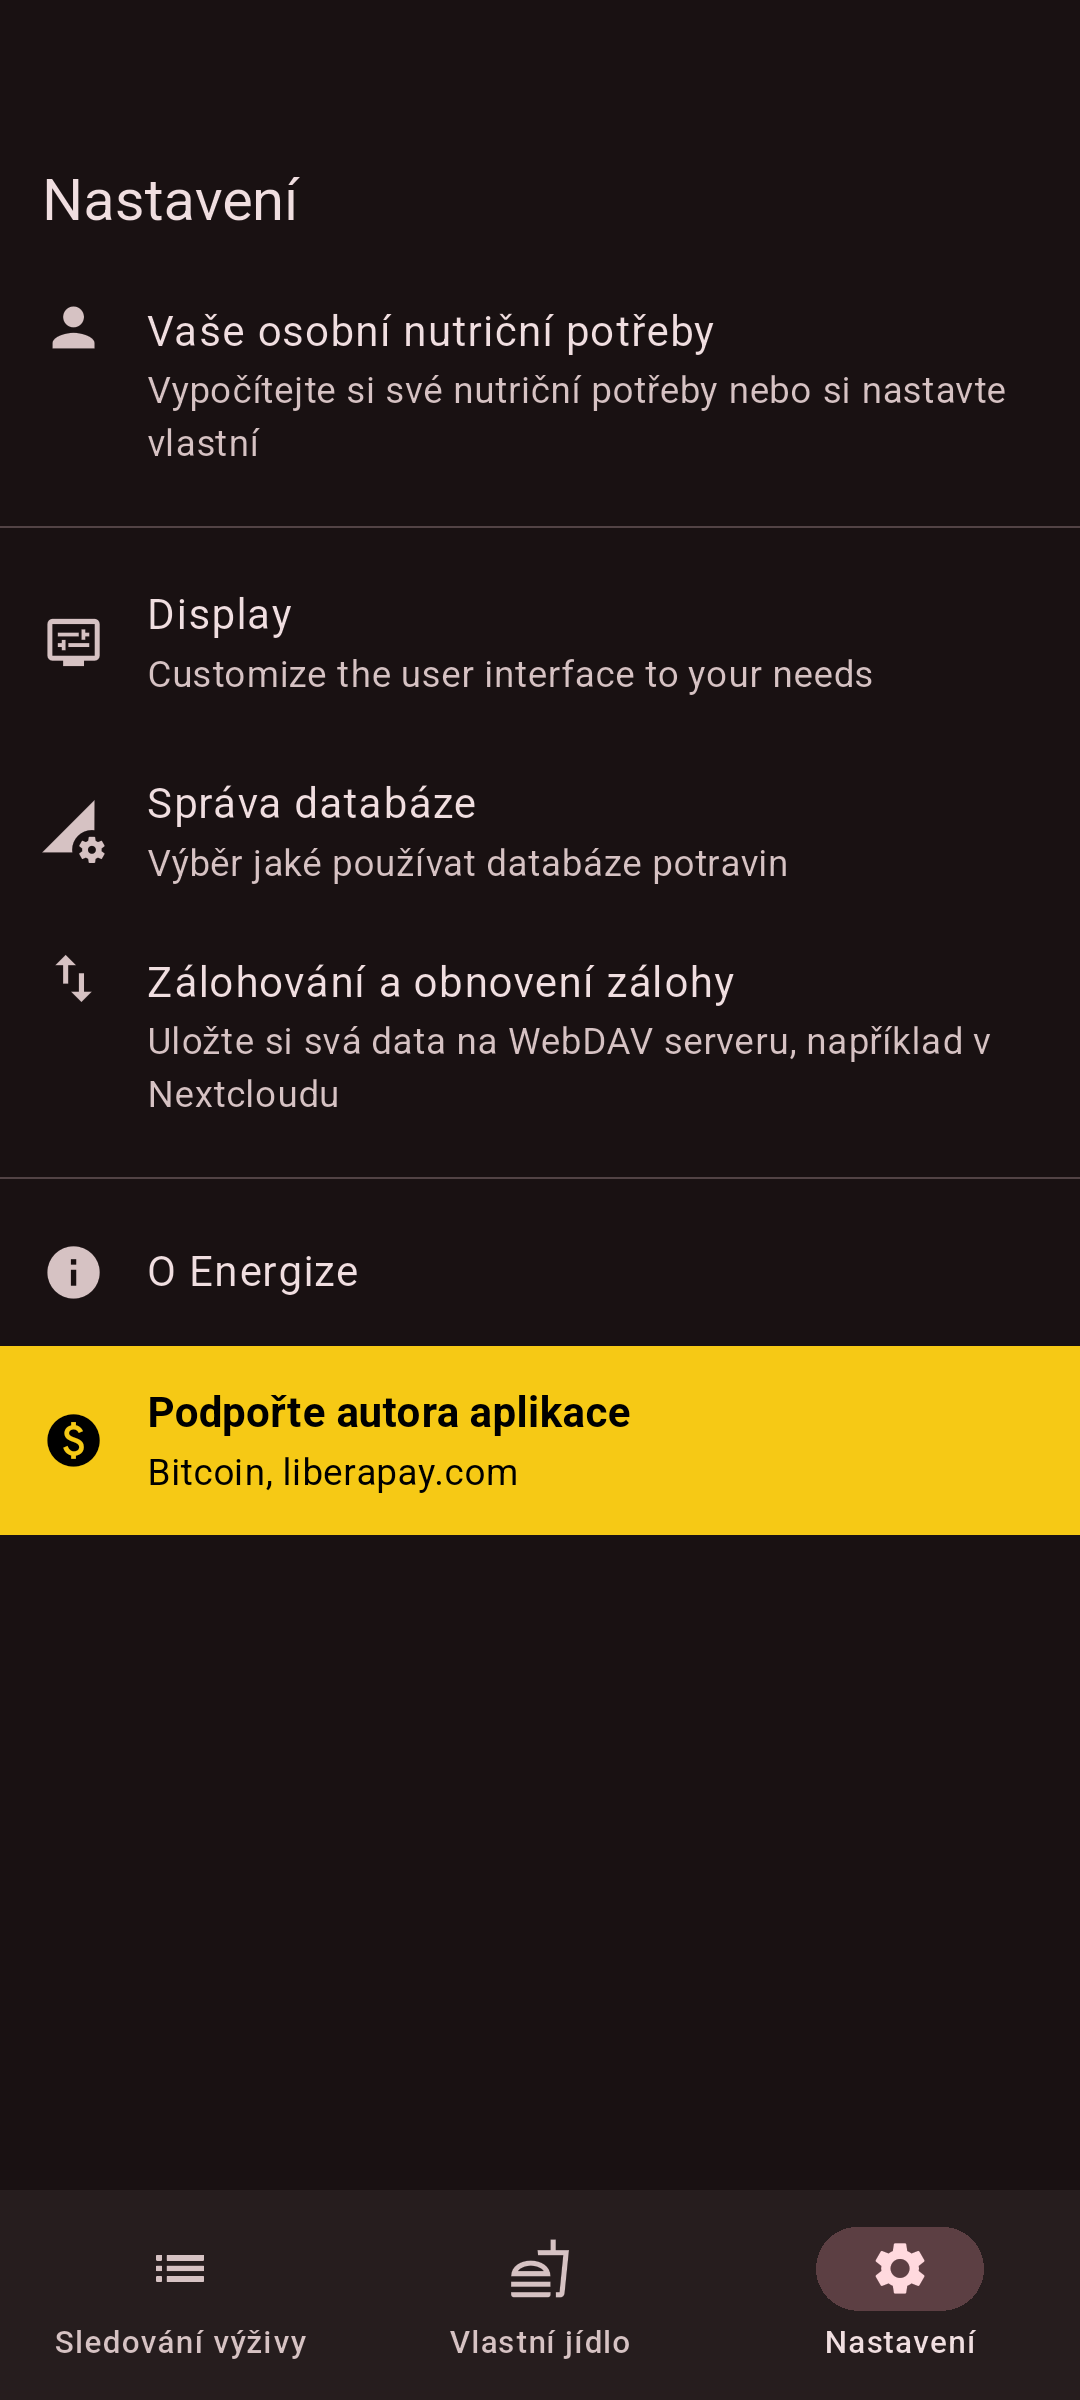 Nastavení
Vaše osobní nutriční potřeby
Vypočítejte si své nutriční potřeby nebo si nastavte
vlastní
Display
Customize the user interface to your needs
Správa databáze
Výběr jaké používat databáze potravin
Zálohování a obnovení zálohy
Uložte si svá data na WebDAV serveru, například v
Nextcloudu
O Energize
Podpořte autora aplikace
Bitcoin, liberapay.com
Sledování výživy
Vlastní jídlo
Nastavení